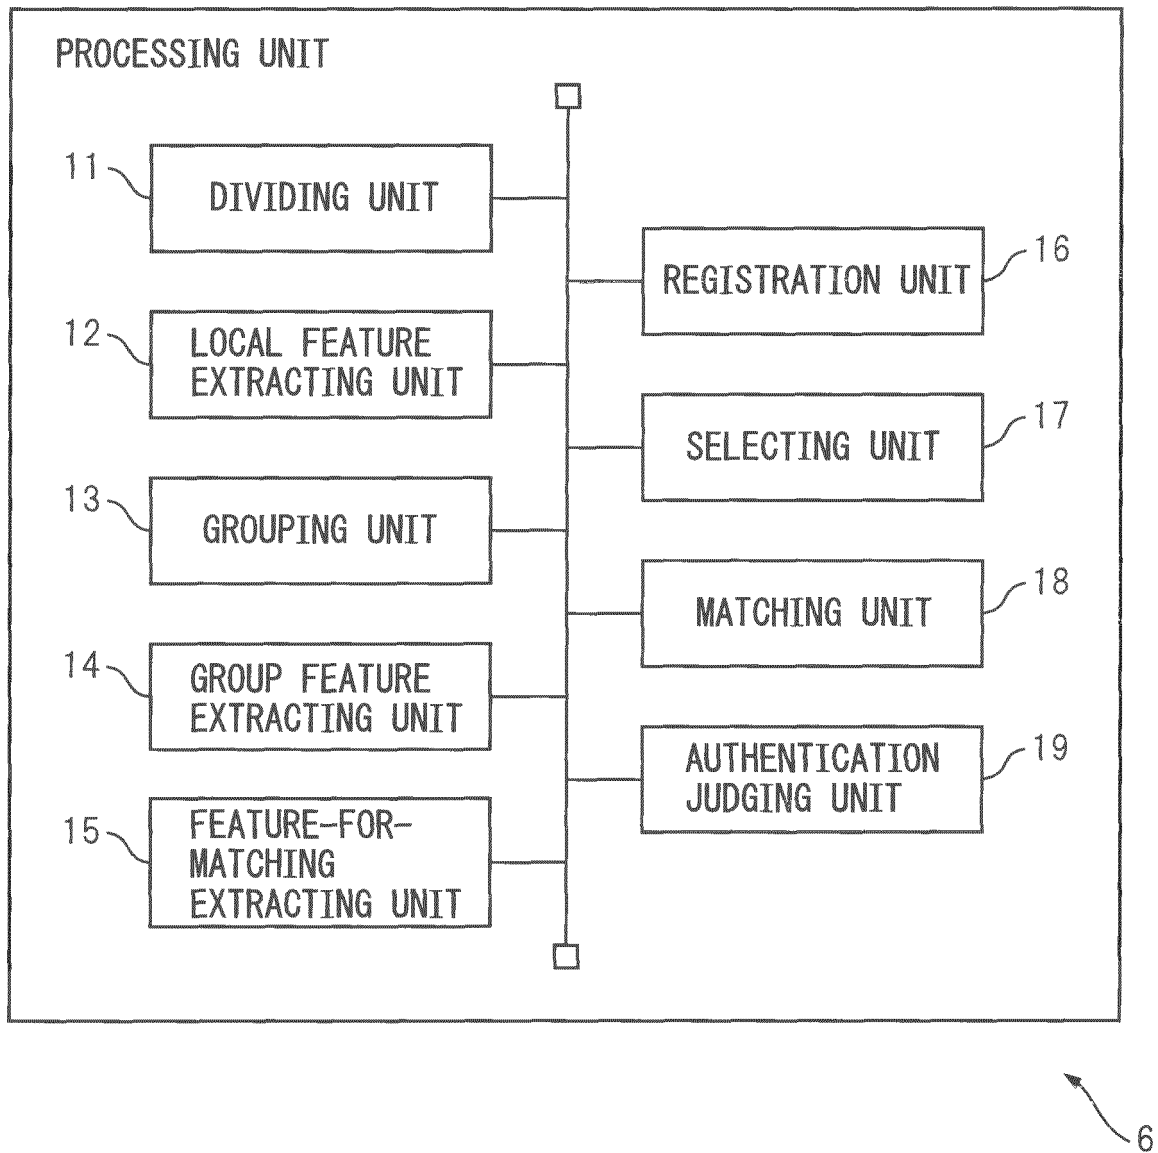 PROCESSING UNIT
11
DIVIDING UNIT
12
LOCAL FEATURE
EXTRACTING UNIT
13
GROUPING UNIT
14
GROUP FEATURE
EXTRACTING UNIT
15
FEATURE-FOR-
MATCHING
EXTRACTING UNIT
16
REGISTRATION UNIT
17
SELECTING UNIT
18
MATCHING UNIT
19
AUTHENTICATION
JUDGING UNIT
6